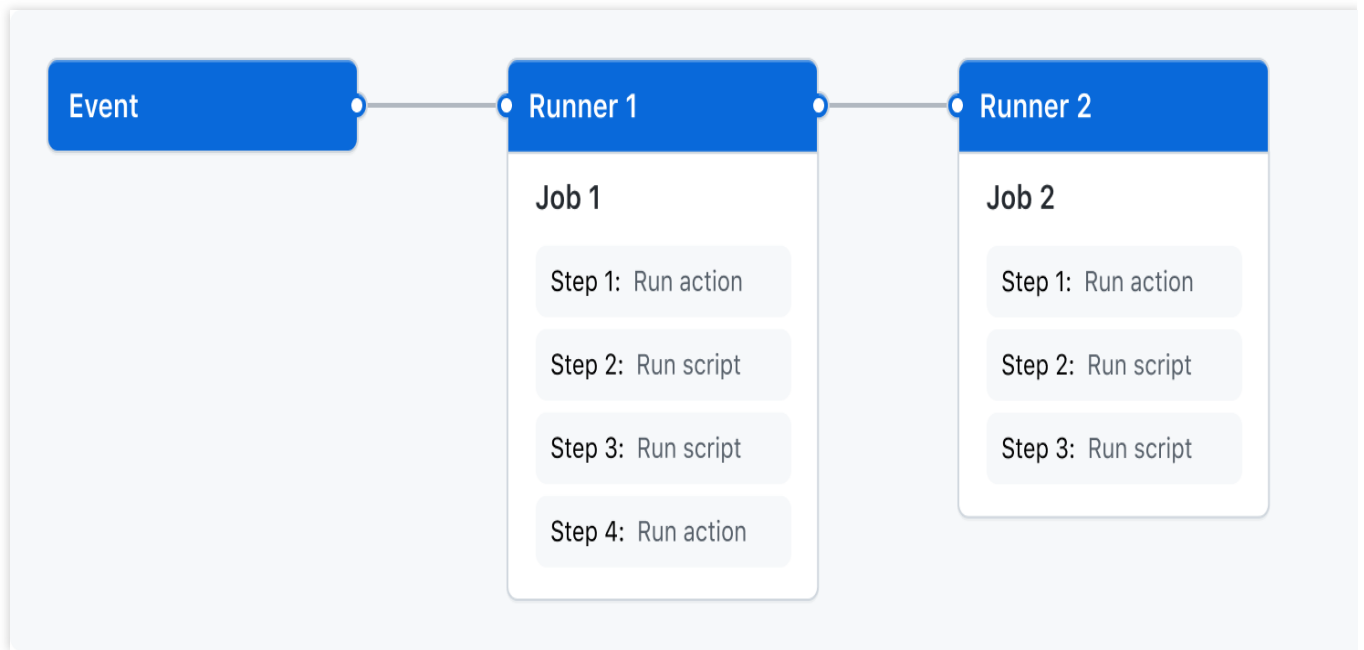 Event
Runner 1
Job 1
Step 1: Run action
Step 2: Run script
Step 3: Run script
Step 4: Run action
Runner 2
Job 2
Step 1: Run action
Step 2: Run script
Step 3: Run script